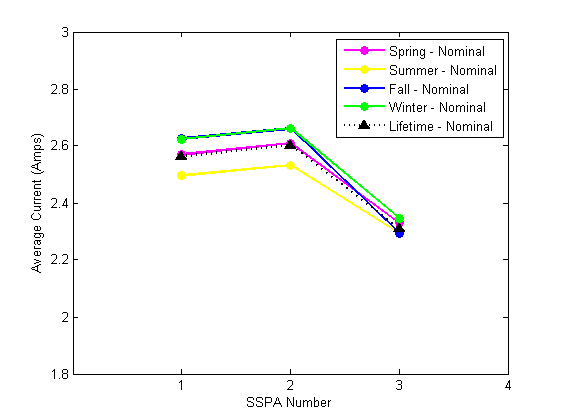 3
2.8
2.6
2.4
2.2
2
1.8
Average Current (Amps)
Spring - Nominal
Summer - Nominal
Fall - Nominal
Winter - Nominal
Lifetime - Nominal
1 2 3 4
SSPA Number